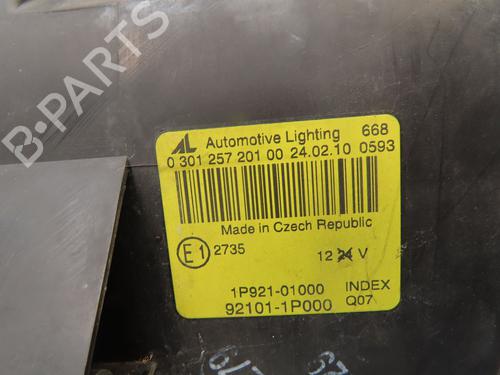 B-PARTS
AL Automotive Lighting 668
0 301 257 201 00 24.02.10 0593
Made in Czech Republic
E1 2735
12 24 V
1P921-01000 INDEX
92101-1P000 Q07